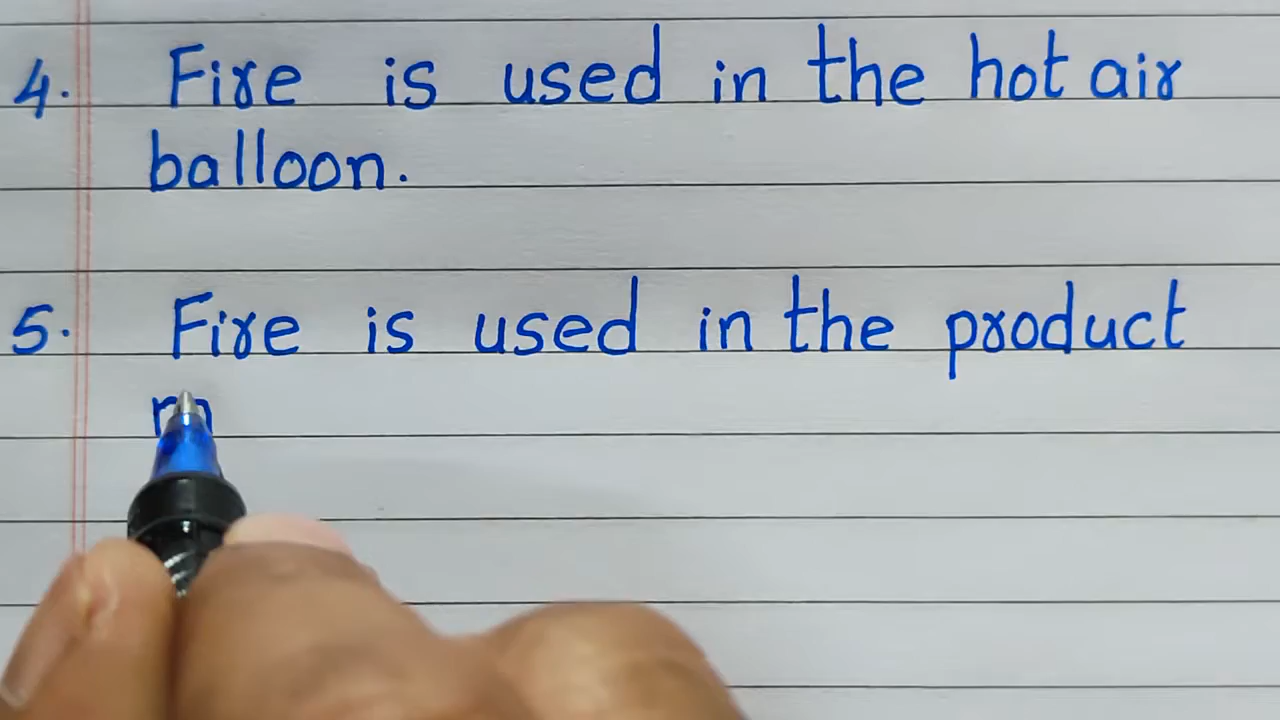 4. Fire is used in the hot air
balloon.
5. Fire is used in the product